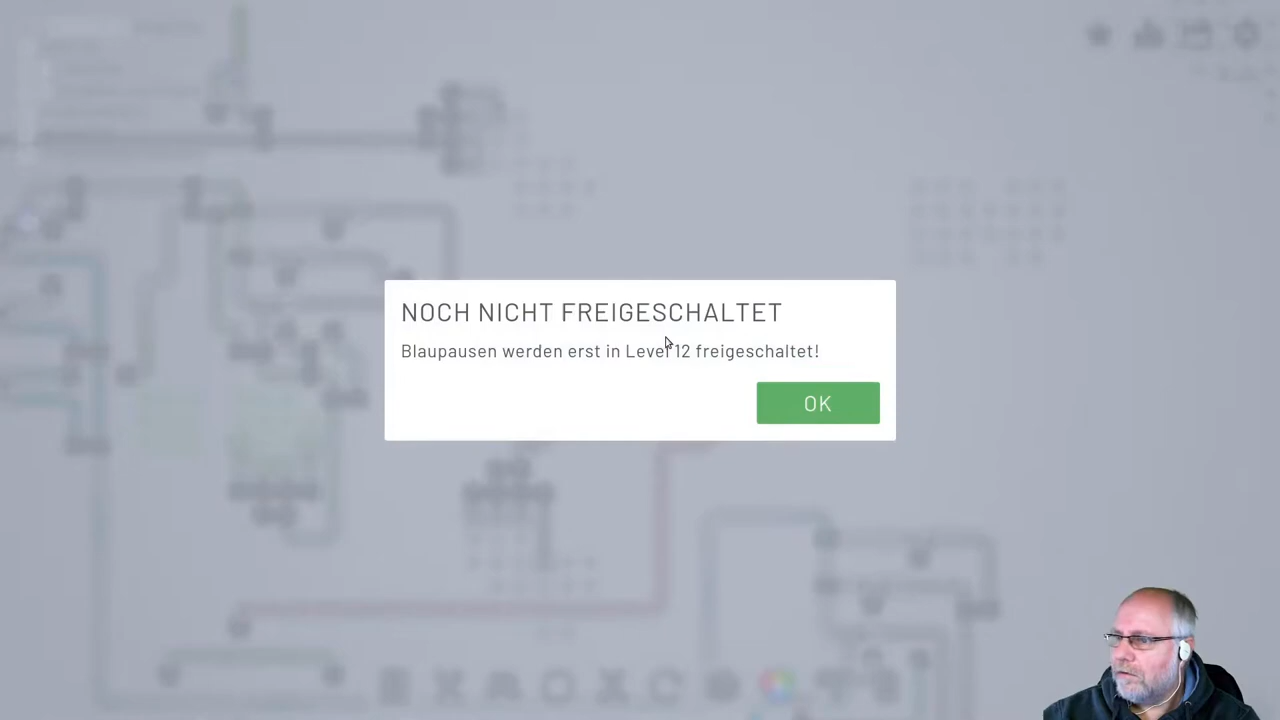 NOCH NICHT FREIGESCHALTET
Blaupausen werden erst in Level 12 freigeschaltet!
OK